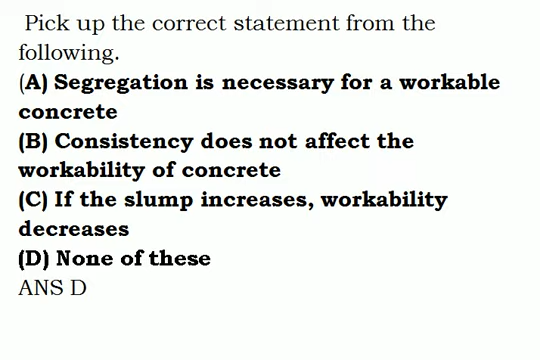 Pick up the correct statement from the
following.
(A) Segregation is necessary for a workable
concrete
(B) Consistency does not affect the
workability of concrete
(C) If the slump increases, workability
decreases
(D) None of these
ANS D